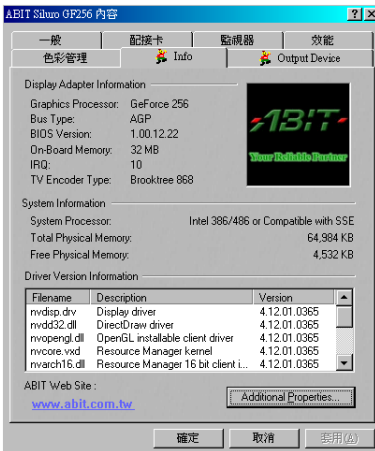 ABIT Siluro GF256 內容
一般 配接卡 監視器 效能
色彩管理 Info Output Device
Display Adapter Information
Graphics Processor: GeForce 256
Bus Type: AGP
BIOS Version: 1.00.12.22
On-Board Memory: 32 MB
IRQ: 10
TV Encoder Type: Brooktree 868
ABIT
Your Reliable Partner
System Information
System Processor: Intel 386/486 or Compatible with SSE
Total Physical Memory: 64,984 KB
Free Physical Memory: 4,532 KB
Driver Version Information
Filename Description Version
nvdisp.drv Display driver 4.12.01.0365
nvdd32.dll DirectDraw driver 4.12.01.0365
nvopengl.dll OpenGL installable client driver 4.12.01.0365
nvcore.vxd Resource Manager kernel 4.12.01.0365
nvarch16.dll Resource Manager 16 bit client i... 4.12.01.0365
ABIT Web Site :
www.abit.com.tw
Additional Properties...
確定 取消 套用(A)